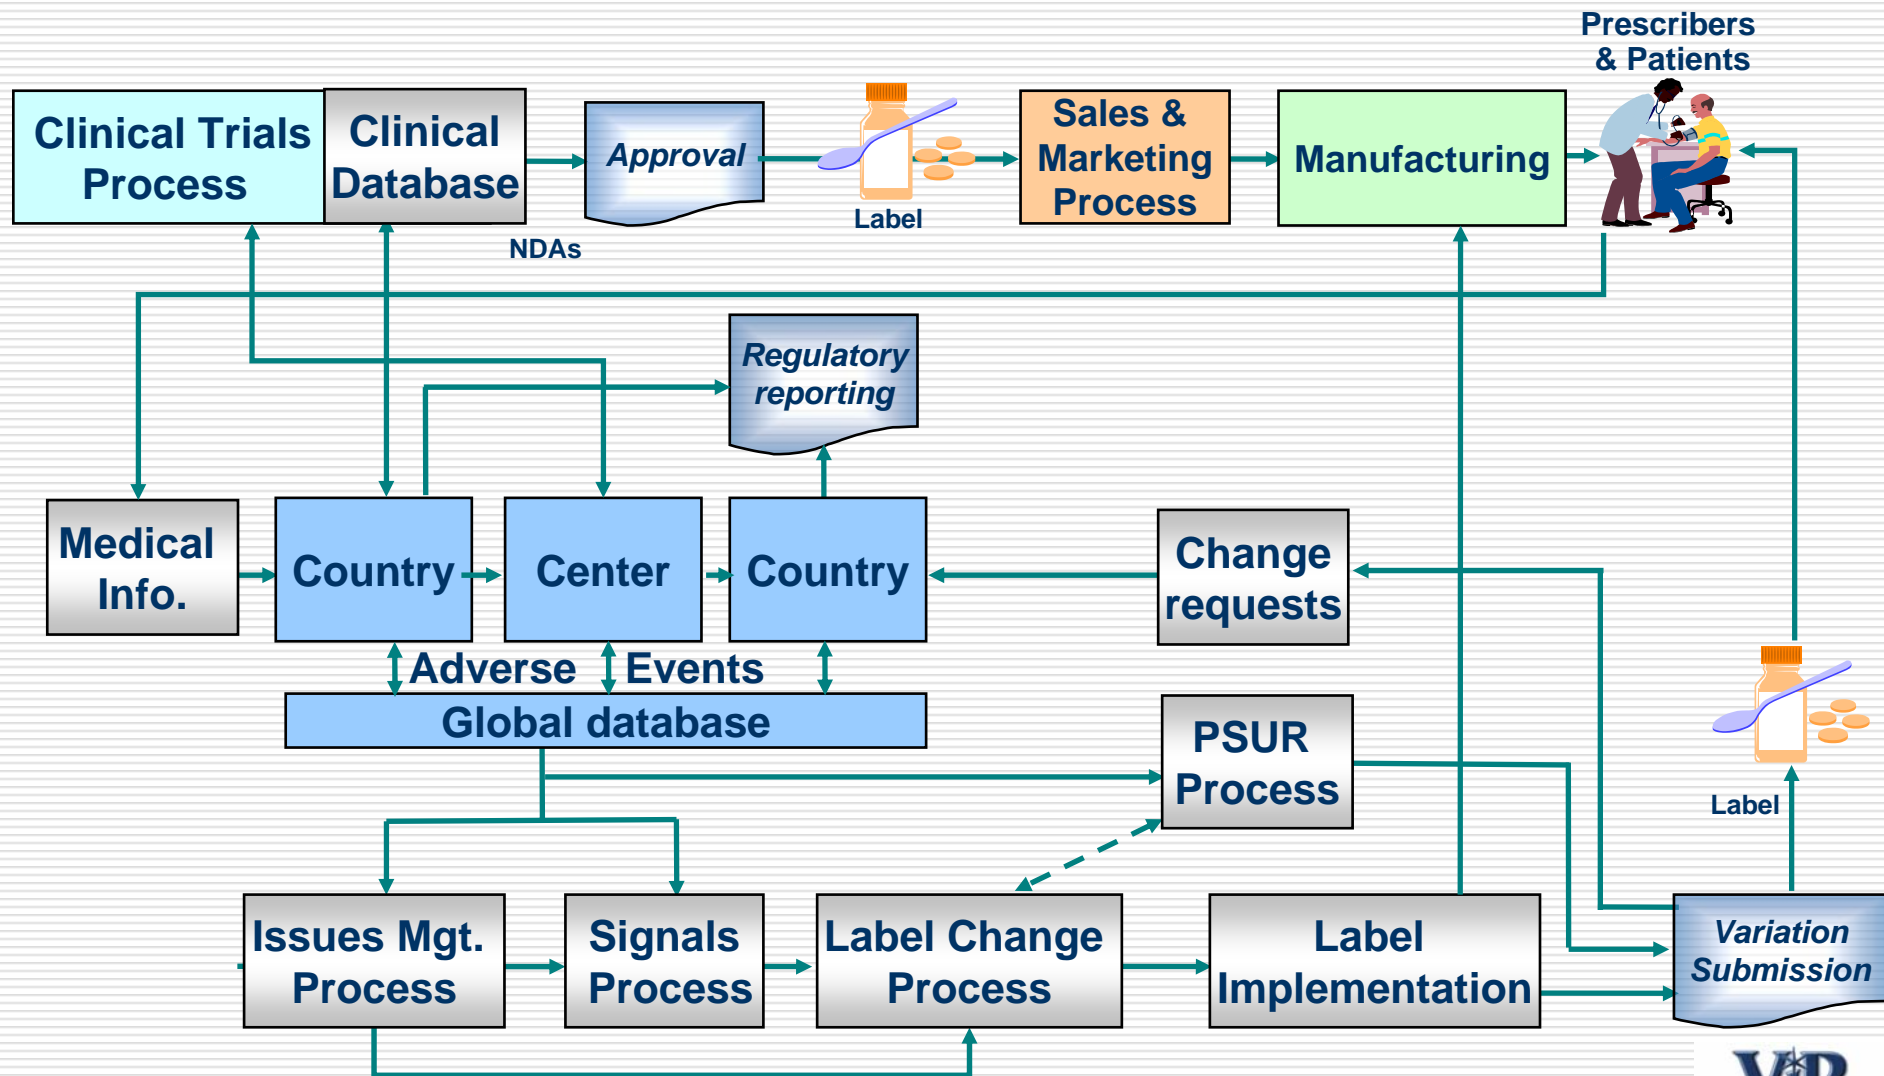 Prescribers
& Patients
Clinical Trials
Process
Clinical
Database
Approval
Label
Sales &
Marketing
Process
Manufacturing
NDAs
Regulatory
reporting
Medical
Info.
Country
Center
Country
Change
requests
Adverse Events
Global database
PSUR
Process
Label
Issues Mgt.
Process
Signals
Process
Label Change
Process
Label
Implementation
Variation
Submission